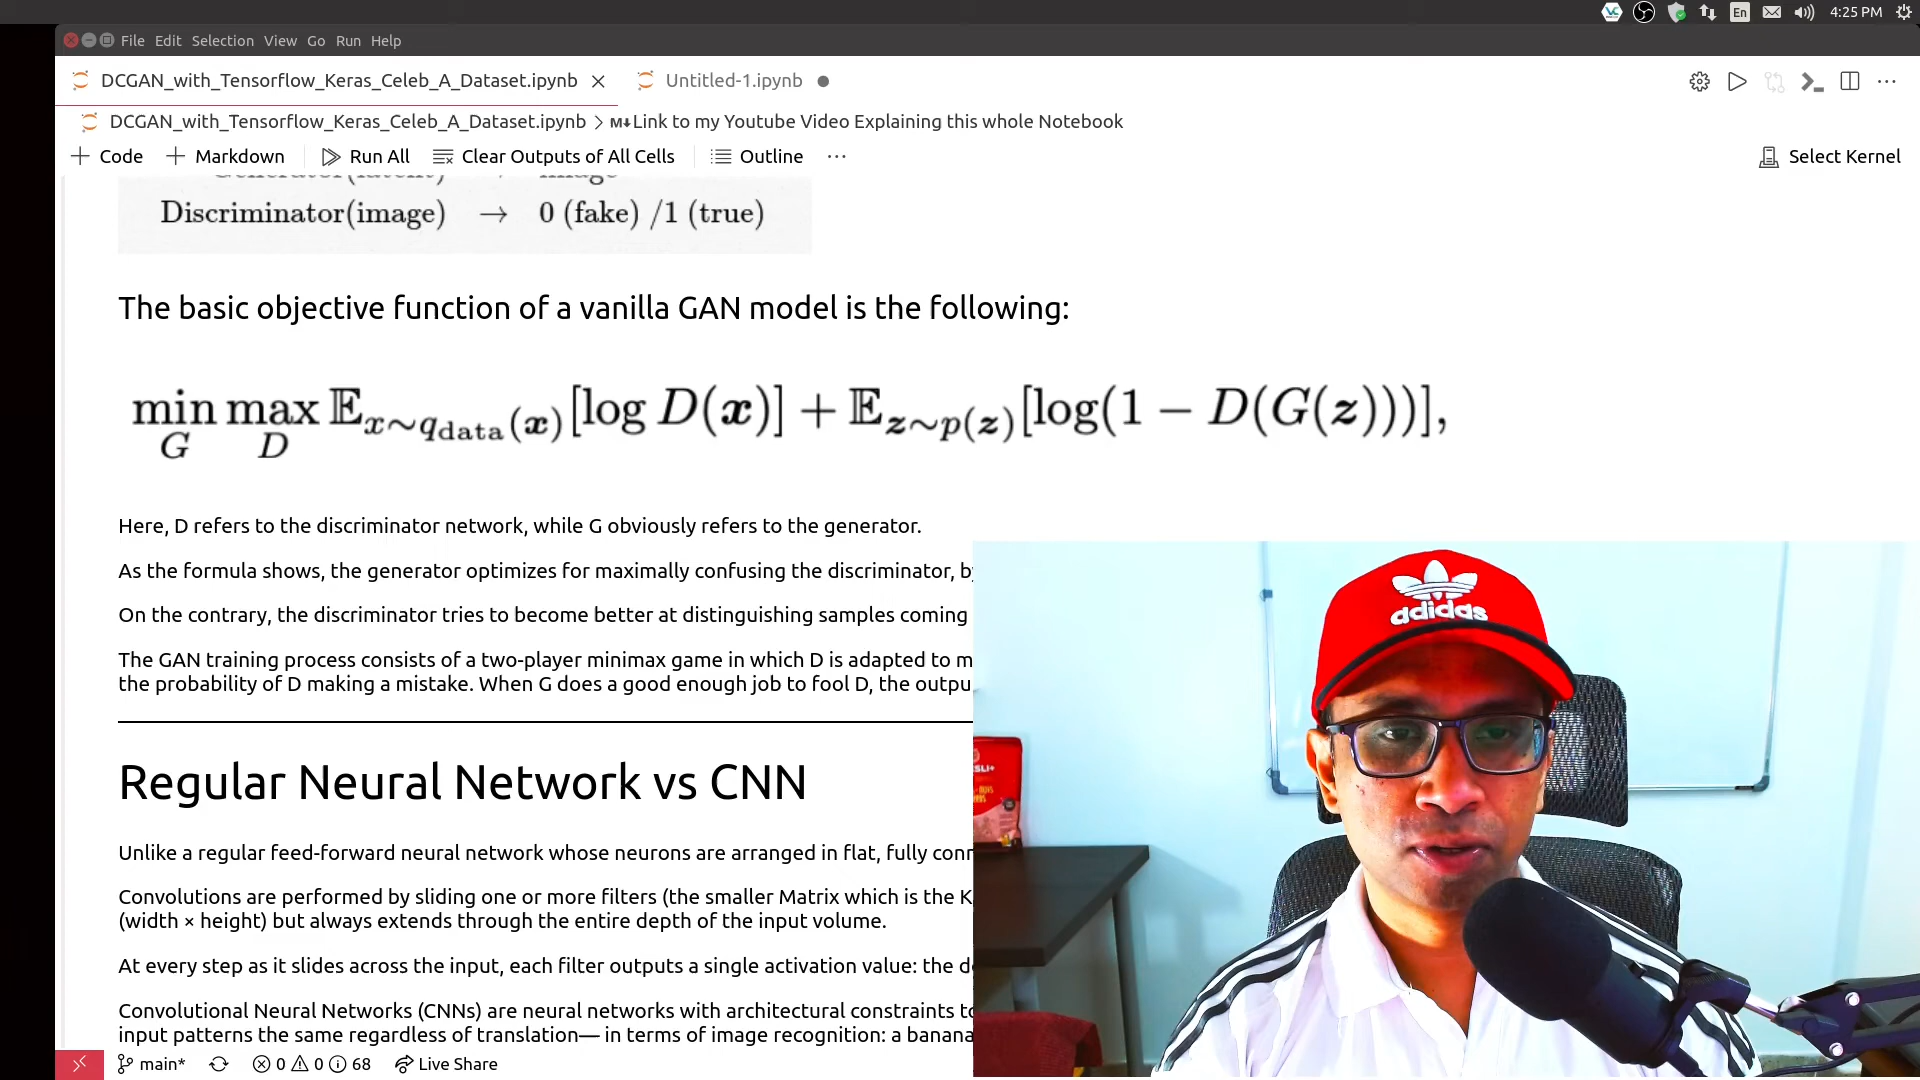 En
4:25 PM
File Edit Selection View Go Run Help
DCGAN_with_Tensorflow_Keras_Celeb_A_Dataset.ipynb
Untitled-1.ipynb
DCGAN_with_Tensorflow_Keras_Celeb_A_Dataset.ipynb > M↓Link to my Youtube Video Explaining this whole Notebook
+ Code + Markdown Run All Clear Outputs of All Cells Outline ... Select Kernel
Generator(latent) → image
Discriminator(image) → 0 (fake) /1 (true)
The basic objective function of a vanilla GAN model is the following:
min_G max_D 𝔼_{x∼q_data(x)}[log D(x)] + 𝔼_{z∼p(z)}[log(1 − D(G(z)))],
Here, D refers to the discriminator network, while G obviously refers to the generator.
As the formula shows, the generator optimizes for maximally confusing the discriminator,
On the contrary, the discriminator tries to become better at distinguishing samples coming
The GAN training process consists of a two-player minimax game in which D is adapted to
the probability of D making a mistake. When G does a good enough job to fool D, the
Regular Neural Network vs CNN
Unlike a regular feed-forward neural network whose neurons are arranged in flat, fully
Convolutions are performed by sliding one or more filters (the smaller Matrix which is the
(width × height) but always extends through the entire depth of the input volume.
At every step as it slides across the input, each filter outputs a single activation value: the
Convolutional Neural Networks (CNNs) are neural networks with architectural constraints
input patterns the same regardless of translation— in terms of image recognition: a banana
main* 0 0 68 Live Share
adidas